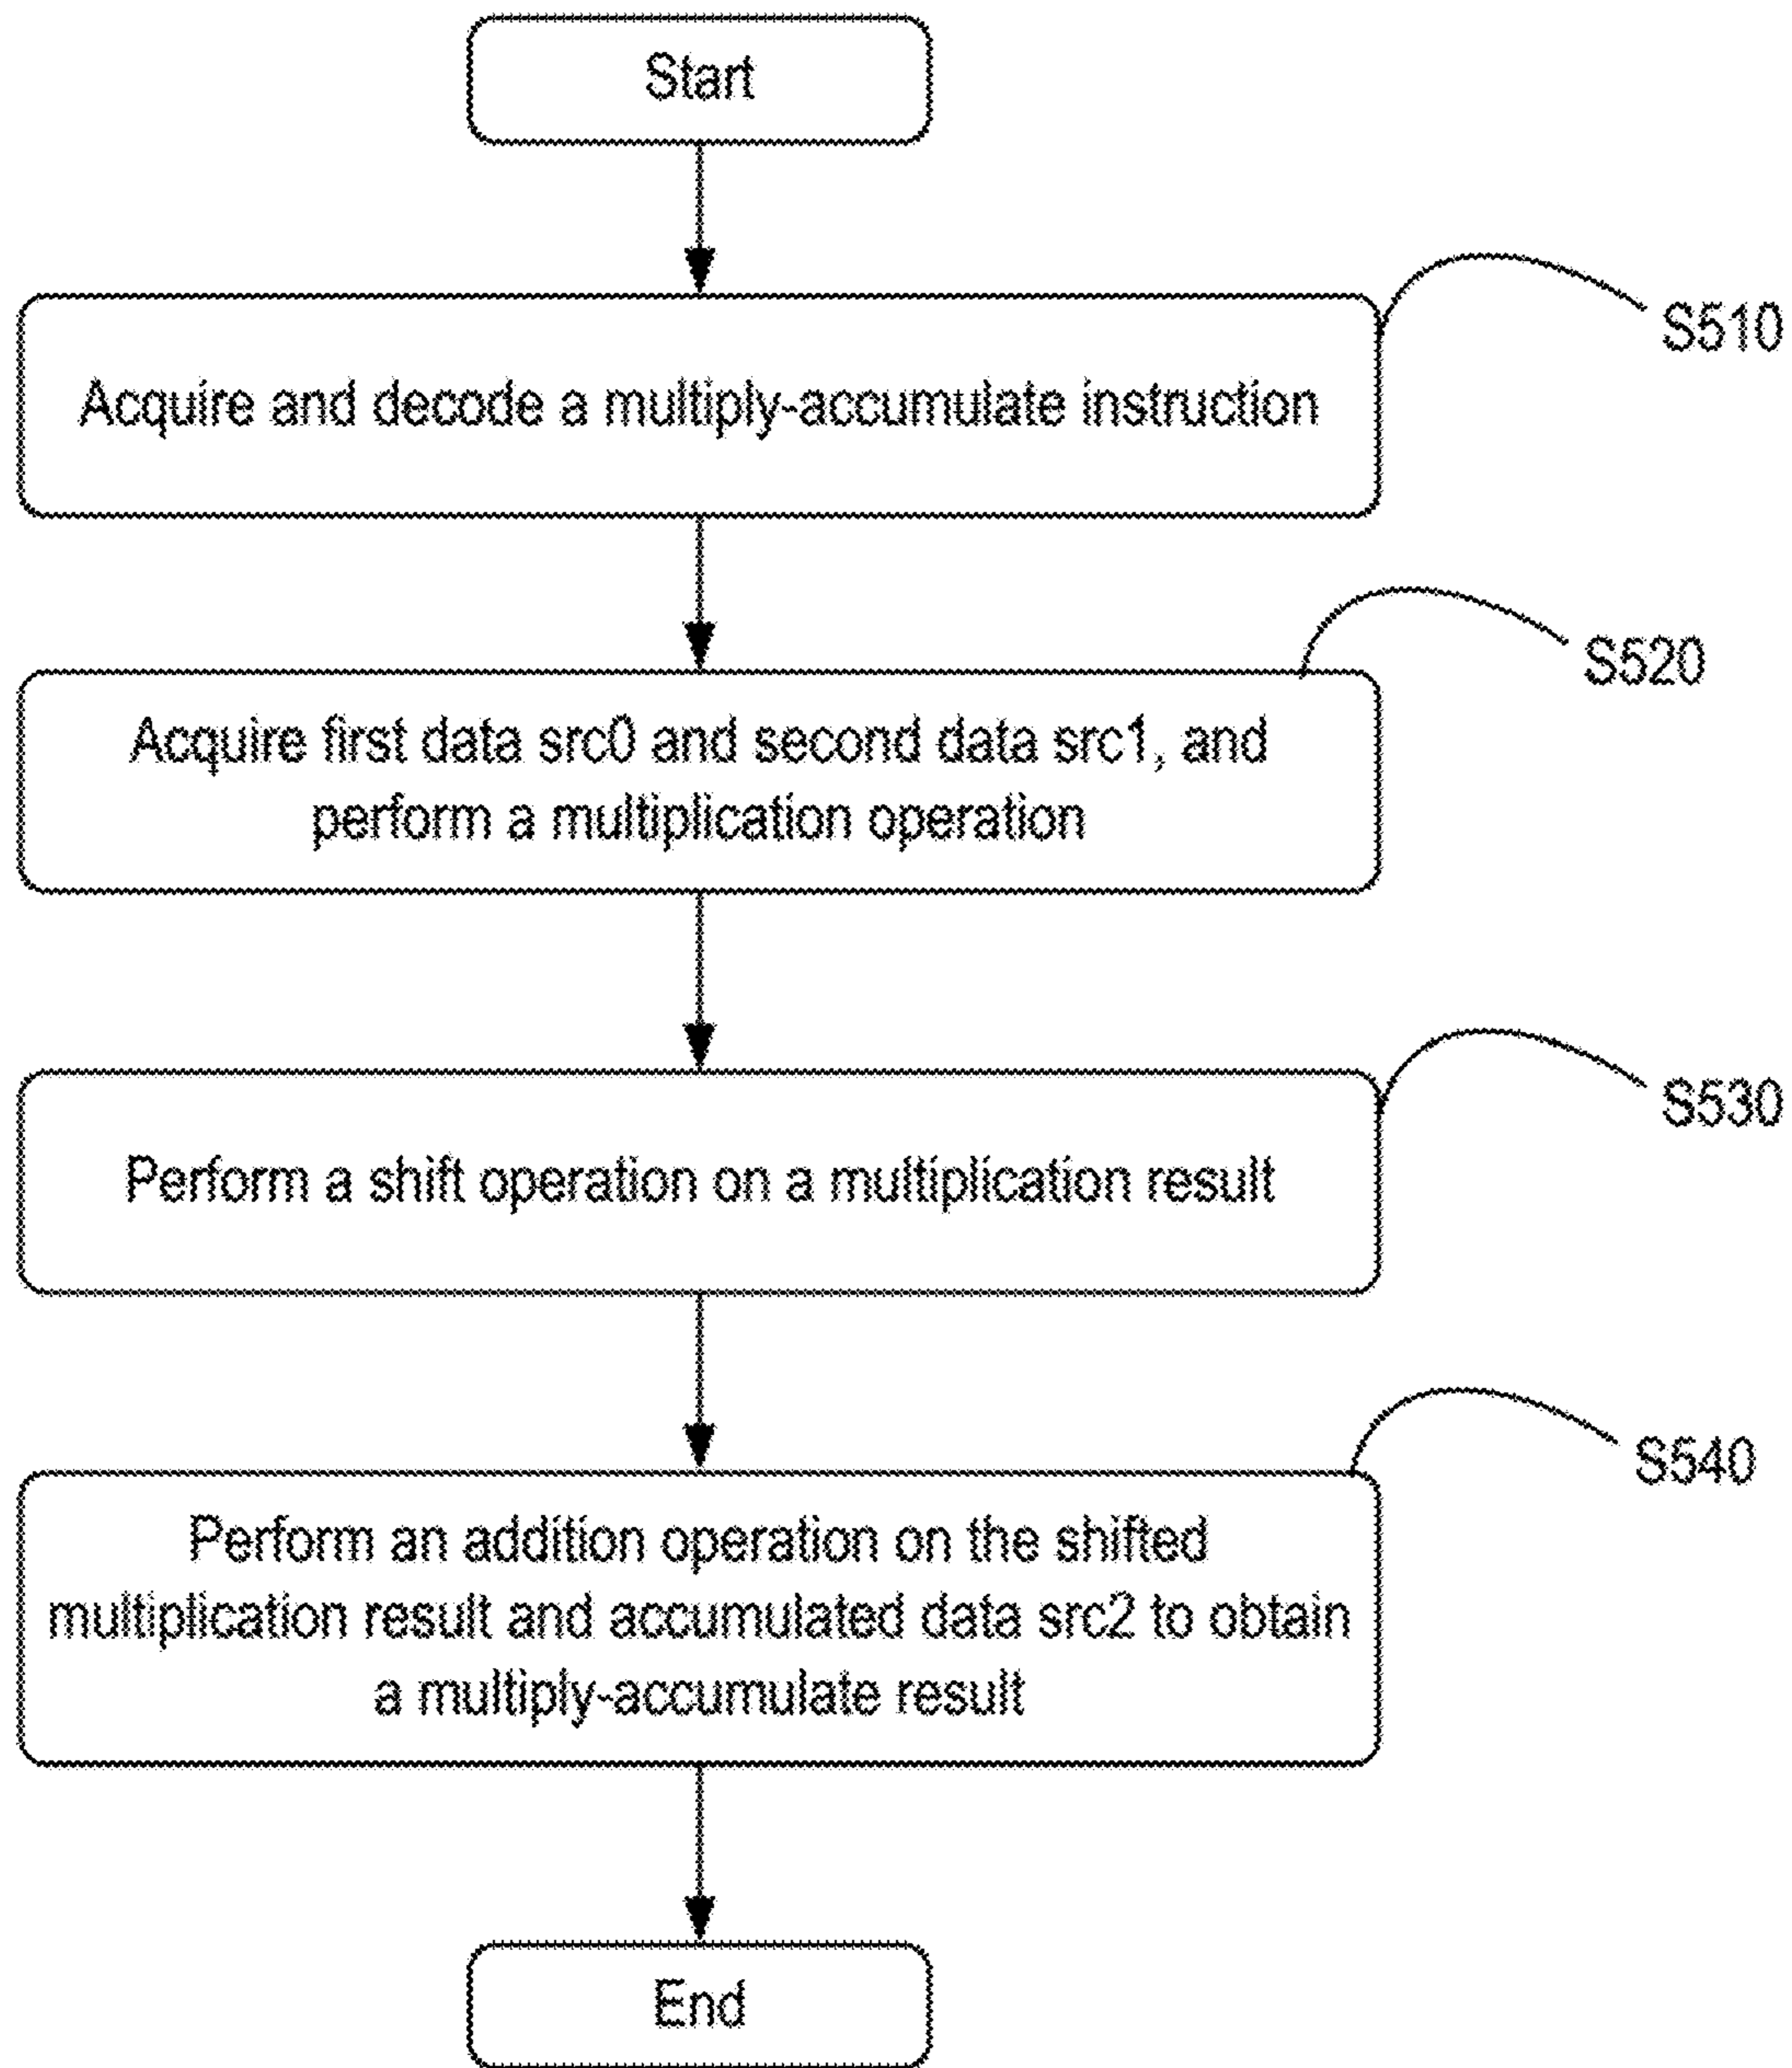 Start
S510
Acquire and decode a multiply-accumulate instruction
S520
Acquire first data src0 and second data src1, and
perform a multiplication operation
S530
Perform a shift operation on a multiplication result
S540
Perform an addition operation on the shifted
multiplication result and accumulated data src2 to obtain
a multiply-accumulate result
End